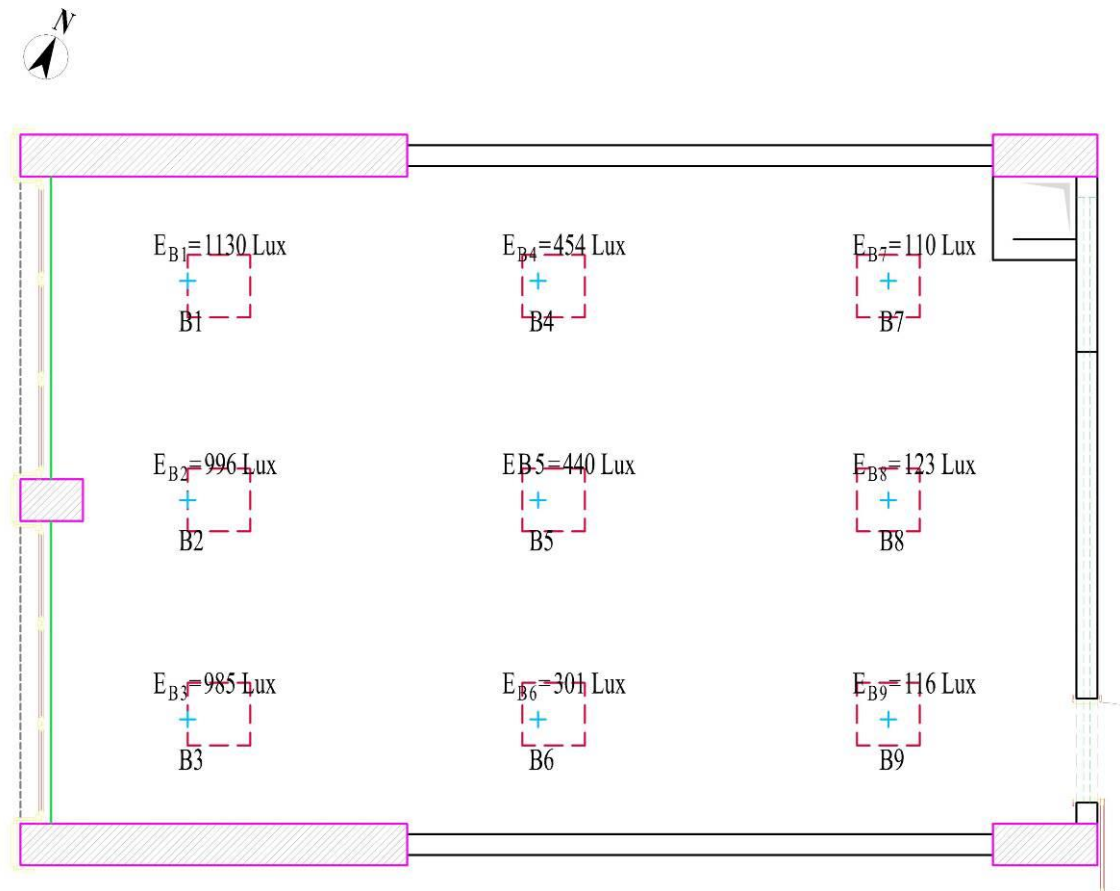 N
E_B1=1130 Lux
E_B4=454 Lux
E_B7=110 Lux
B1
B4
B7
E_B2=996 Lux
EB5=440 Lux
E_B8=123 Lux
B2
B5
B8
E_B3=985 Lux
E_B6=301 Lux
E_B9=116 Lux
B3
B6
B9